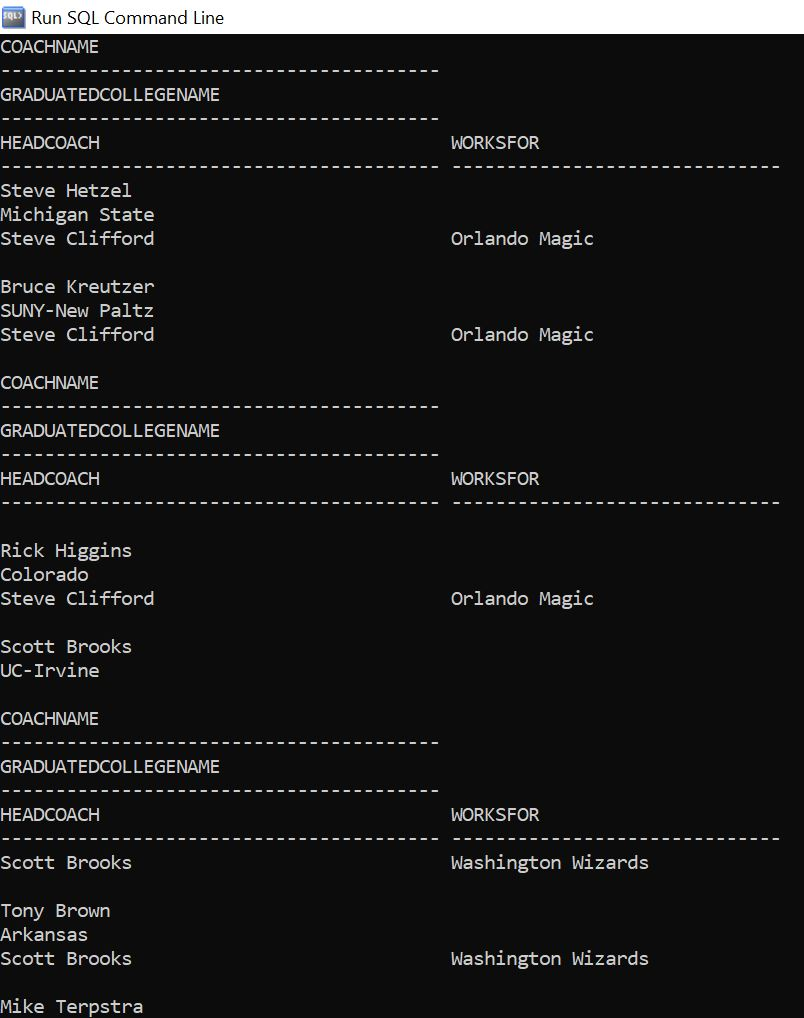 SQL> Run SQL Command Line
COACHNAME
----------------------------------------
GRADUATEDCOLLEGENAME
----------------------------------------
HEADCOACH                                WORKSFOR
---------------------------------------- ------------------------------
Steve Hetzel
Michigan State
Steve Clifford                           Orlando Magic

Bruce Kreutzer
SUNY-New Paltz
Steve Clifford                           Orlando Magic

COACHNAME
----------------------------------------
GRADUATEDCOLLEGENAME
----------------------------------------
HEADCOACH                                WORKSFOR
---------------------------------------- ------------------------------

Rick Higgins
Colorado
Steve Clifford                           Orlando Magic

Scott Brooks
UC-Irvine

COACHNAME
----------------------------------------
GRADUATEDCOLLEGENAME
----------------------------------------
HEADCOACH                                WORKSFOR
---------------------------------------- ------------------------------
Scott Brooks                             Washington Wizards

Tony Brown
Arkansas
Scott Brooks                             Washington Wizards

Mike Terpstra